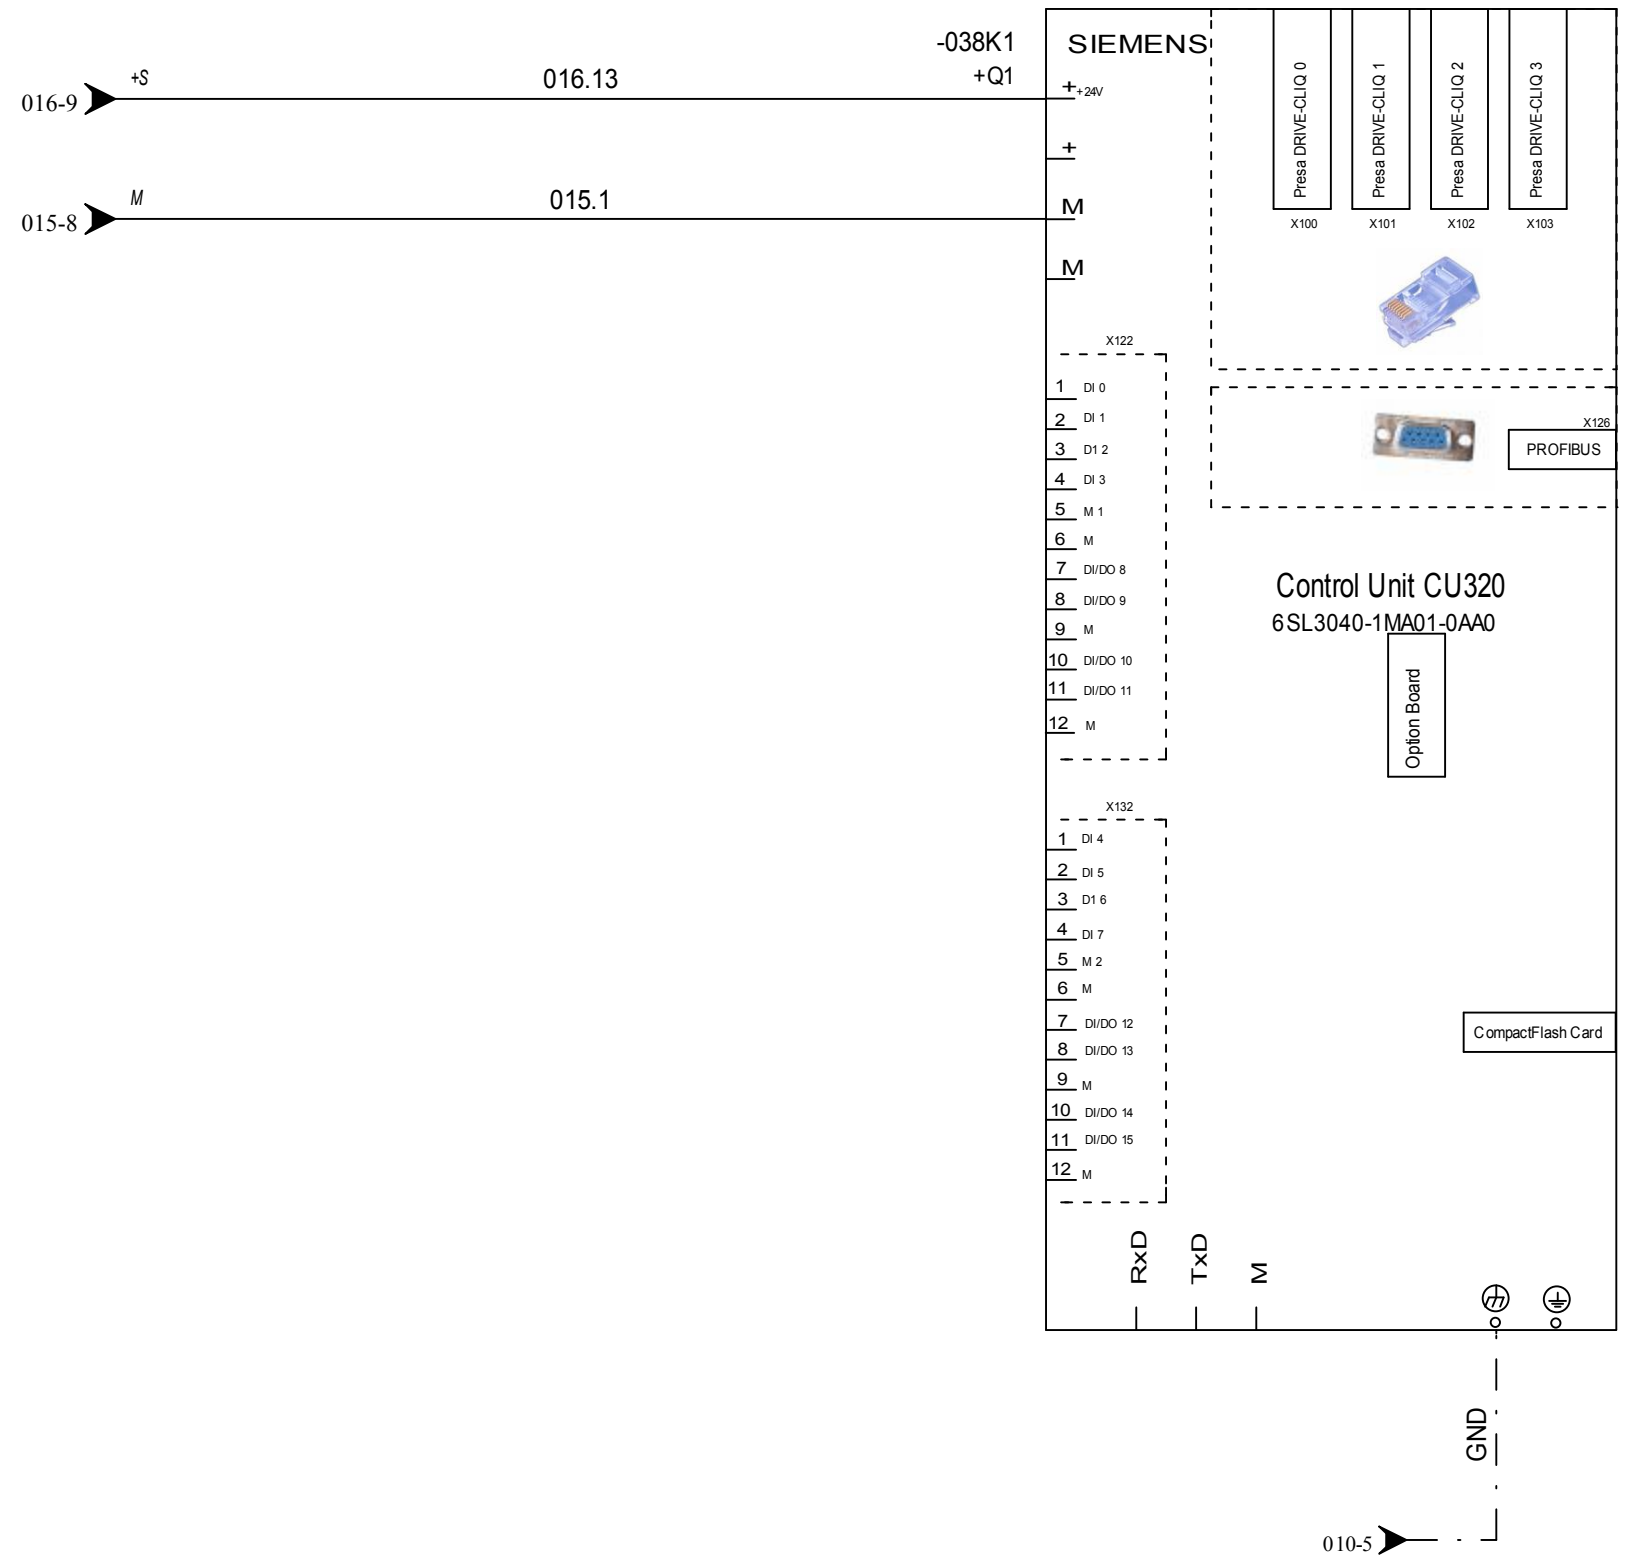 -038K1
+Q1
016-9
+S
016.13
015-8
M
015.1
SIEMENS
+
+24V
+
M
M
Presa DRIVE-CLIQ 0
Presa DRIVE-CLIQ 1
Presa DRIVE-CLIQ 2
Presa DRIVE-CLIQ 3
X100
X101
X102
X103
X122
1 DI 0
2 DI 1
3 D1 2
4 DI 3
5 M 1
6 M
7 DI/DO 8
8 DI/DO 9
9 M
10 DI/DO 10
11 DI/DO 11
12 M
X126
PROFIBUS
Control Unit CU320
6SL3040-1MA01-0AA0
Option Board
X132
1 DI 4
2 DI 5
3 D1 6
4 DI 7
5 M 2
6 M
7 DI/DO 12
8 DI/DO 13
9 M
10 DI/DO 14
11 DI/DO 15
12 M
CompactFlash Card
RxD
TxD
M
GND
010-5